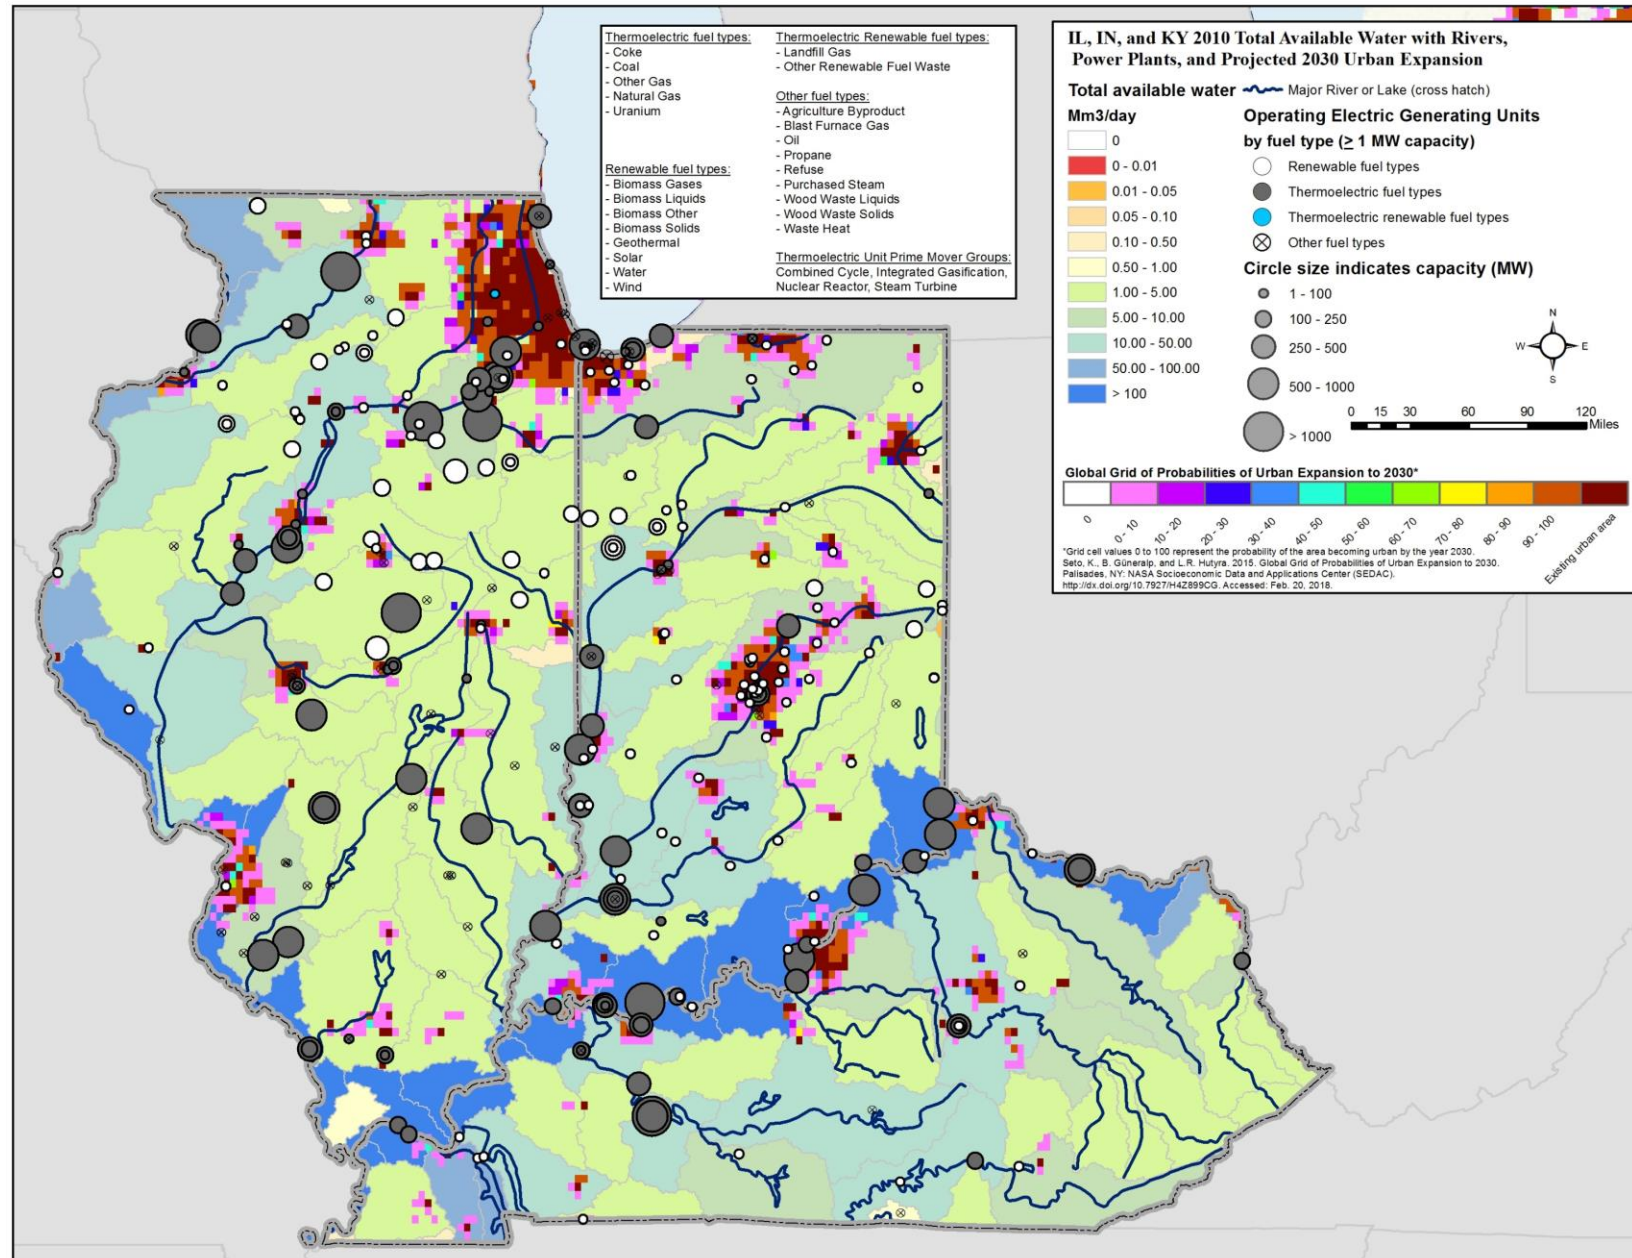 Thermoelectric fuel types:
- Coke
- Coal
- Other Gas
- Natural Gas
- Uranium
Renewable fuel types:
- Biomass Gases
- Biomass Liquids
- Biomass Other
- Biomass Solids
- Geothermal
- Solar
- Water
- Wind
Thermoelectric Renewable fuel types:
- Landfill Gas
- Other Renewable Fuel Waste
Other fuel types:
- Agriculture Byproduct
- Blast Furnace Gas
- Oil
- Propane
- Refuse
- Purchased Steam
- Wood Waste Liquids
- Wood Waste Solids
- Waste Heat
Thermoelectric Unit Prime Mover Groups:
Combined Cycle, Integrated Gasification,
Nuclear Reactor, Steam Turbine
IL, IN, and KY 2010 Total Available Water with Rivers,
Power Plants, and Projected 2030 Urban Expansion
Total available water
Mm3/day
0
0 - 0.01
0.01 - 0.05
0.05 - 0.10
0.10 - 0.50
0.50 - 1.00
1.00 - 5.00
5.00 - 10.00
10.00 - 50.00
50.00 - 100.00
> 100
Major River or Lake (cross hatch)
Operating Electric Generating Units
by fuel type (≥ 1 MW capacity)
Renewable fuel types
Thermoelectric fuel types
Thermoelectric renewable fuel types
Other fuel types
Circle size indicates capacity (MW)
1 - 100
100 - 250
250 - 500
500 - 1000
> 1000
N
W
E
S
0 15 30 60 90 120
Miles
Global Grid of Probabilities of Urban Expansion to 2030*
0
0 - 10
10 - 20
20 - 30
30 - 40
40 - 50
50 - 60
60 - 70
70 - 80
80 - 90
90 - 100
Existing urban area
*Grid cell values 0 to 100 represent the probability of the area becoming urban by the year 2030.
Seto, K., B. Güneralp, and L.R. Hutyra. 2015. Global Grid of Probabilities of Urban Expansion to 2030.
Palisades, NY: NASA Socioeconomic Data and Applications Center (SEDAC).
http://dx.doi.org/10.7927/H4Z899CG. Accessed: Feb. 20, 2018.